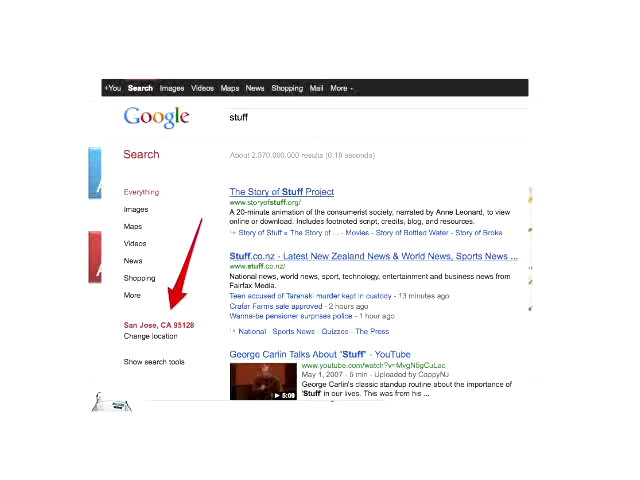 +You Search Images Videos Maps News Shopping Mail More
Google
stuff
Search
About 2,370,000,000 results (0.18 seconds)
Everything
Images
Maps
Videos
News
Shopping
More
San Jose, CA 95128
Change location
Show search tools
The Story of Stuff Project
www.storyofstuff.org/
A 20-minute animation of the consumerist society, narrated by Anne Leonard, to view
online or download. Includes footnoted script, credits, blog, and resources.
Story of Stuff « The Story of ... - Movies - Story of Bottled Water - Story of Broke
Stuff.co.nz - Latest New Zealand News & World News, Sports News ...
www.stuff.co.nz/
National news, world news, sport, technology, entertainment and business news from
Fairfax Media.
Teen accused of Taranaki murder kept in custody - 13 minutes ago
Crafar Farms sale approved - 2 hours ago
Wanna-be pensioner surprises police - 1 hour ago
National - Sports News - Quizzes - The Press
George Carlin Talks About "Stuff" - YouTube
www.youtube.com/watch?v=MvgN5gCuLac
May 1, 2007 - 5 min - Uploaded by CappyNJ
George Carlin's classic standup routine about the importance of
'Stuff' in our lives. This was from his ...
5:09